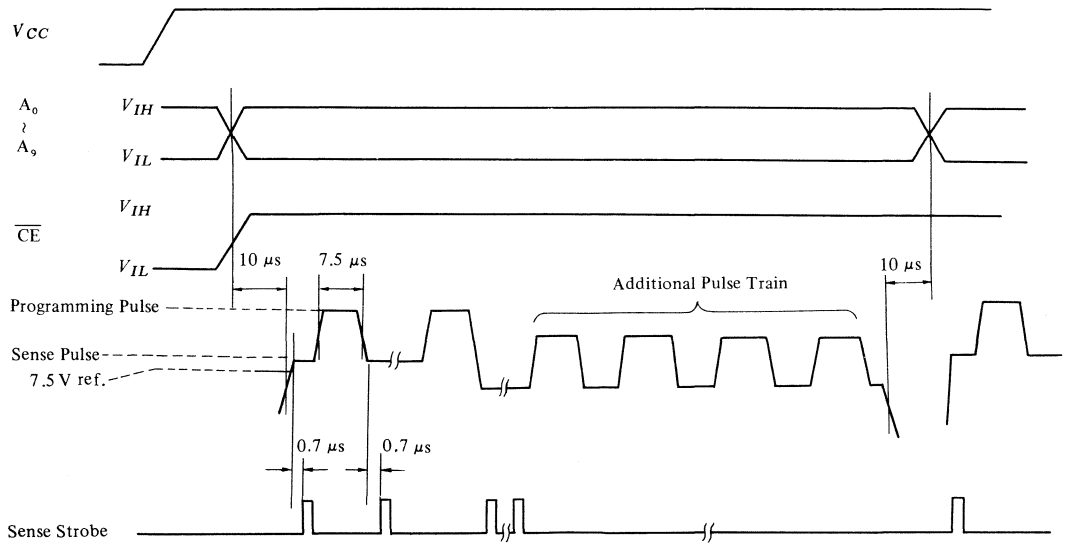 VCC
A0
~
A9
VIH
VIL
VIH
CE
VIL
10 μs
7.5 μs
10 μs
Additional Pulse Train
Programming Pulse
Sense Pulse
7.5 V ref.
0.7 μs
0.7 μs
Sense Strobe